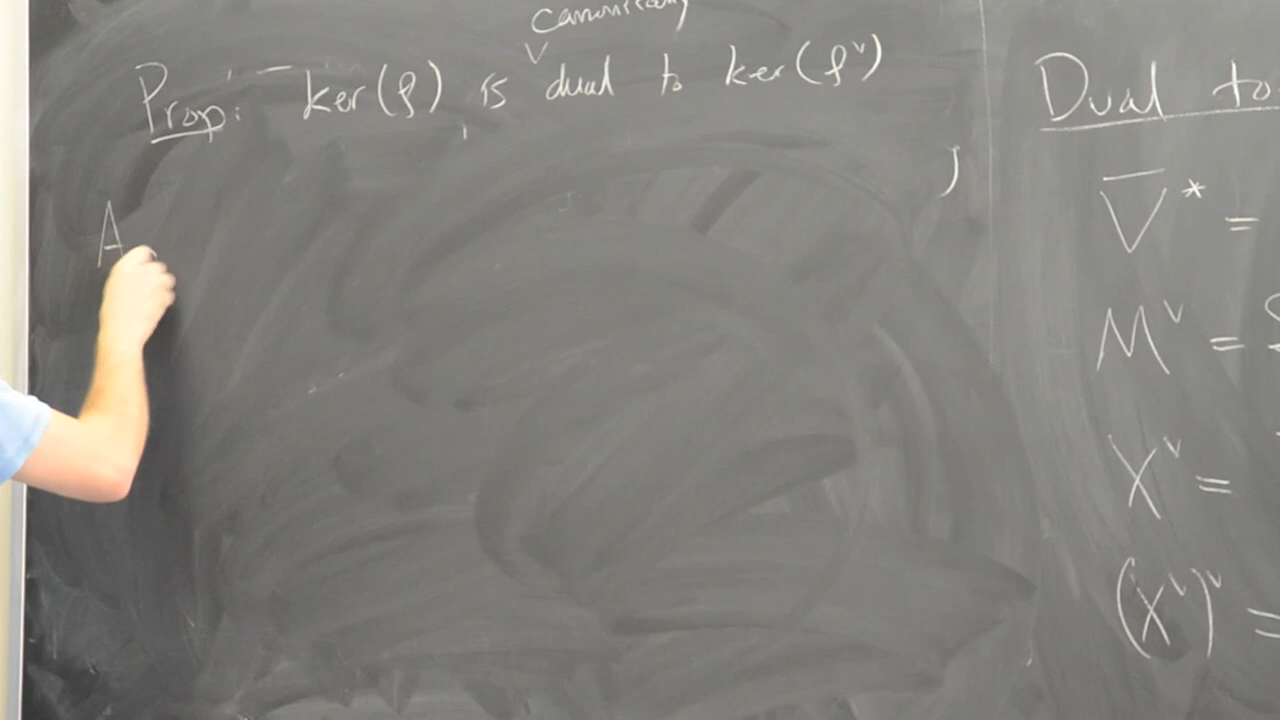 canonically
Prop: ker(f) is ∨ dual to ker(f^∨)
A
Dual to
V̅* =
M^∨ =
X^∨ =
(X^∨)^∨ =